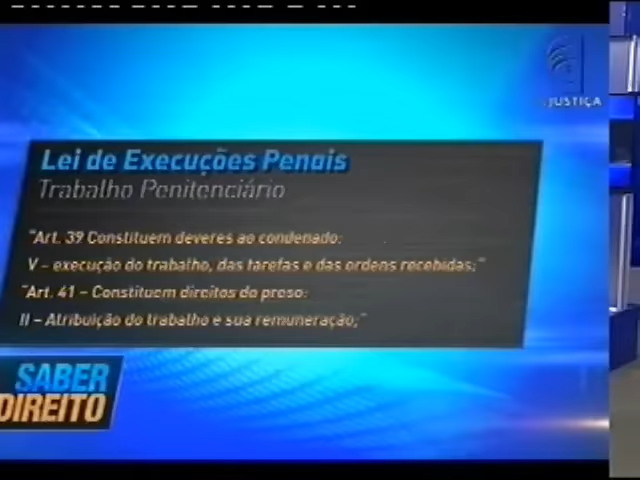 JUSTIÇA
Lei de Execuções Penais
Trabalho Penitenciário
"Art. 39 Constituem deveres ao condenado:
V – execução do trabalho, das tarefas e das ordens recebidas;"
"Art. 41 – Constituem direitos do preso:
II – Atribuição do trabalho e sua remuneração;"
SABER
DIREITO